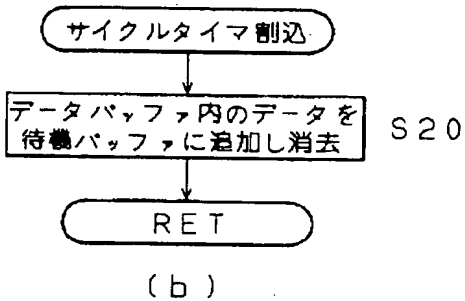 サイクルタイマ割込
データバッファ内のデータを
待機バッファに追加し消去
S20
RET
(b)